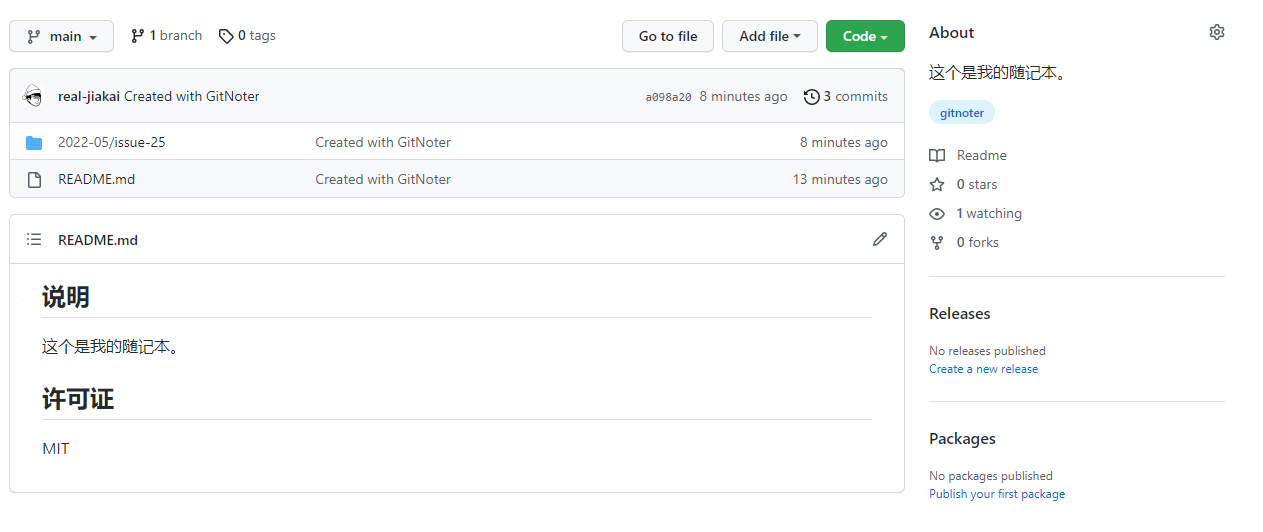 main 1 branch 0 tags Go to file Add file Code
real-jiakai Created with GitNoter a098a20 8 minutes ago 3 commits
2022-05/issue-25 Created with GitNoter 8 minutes ago
README.md Created with GitNoter 13 minutes ago
README.md
说明
这个是我的随记本。
许可证
MIT
About
这个是我的随记本。
gitnoter
Readme
0 stars
1 watching
0 forks
Releases
No releases published
Create a new release
Packages
No packages published
Publish your first package